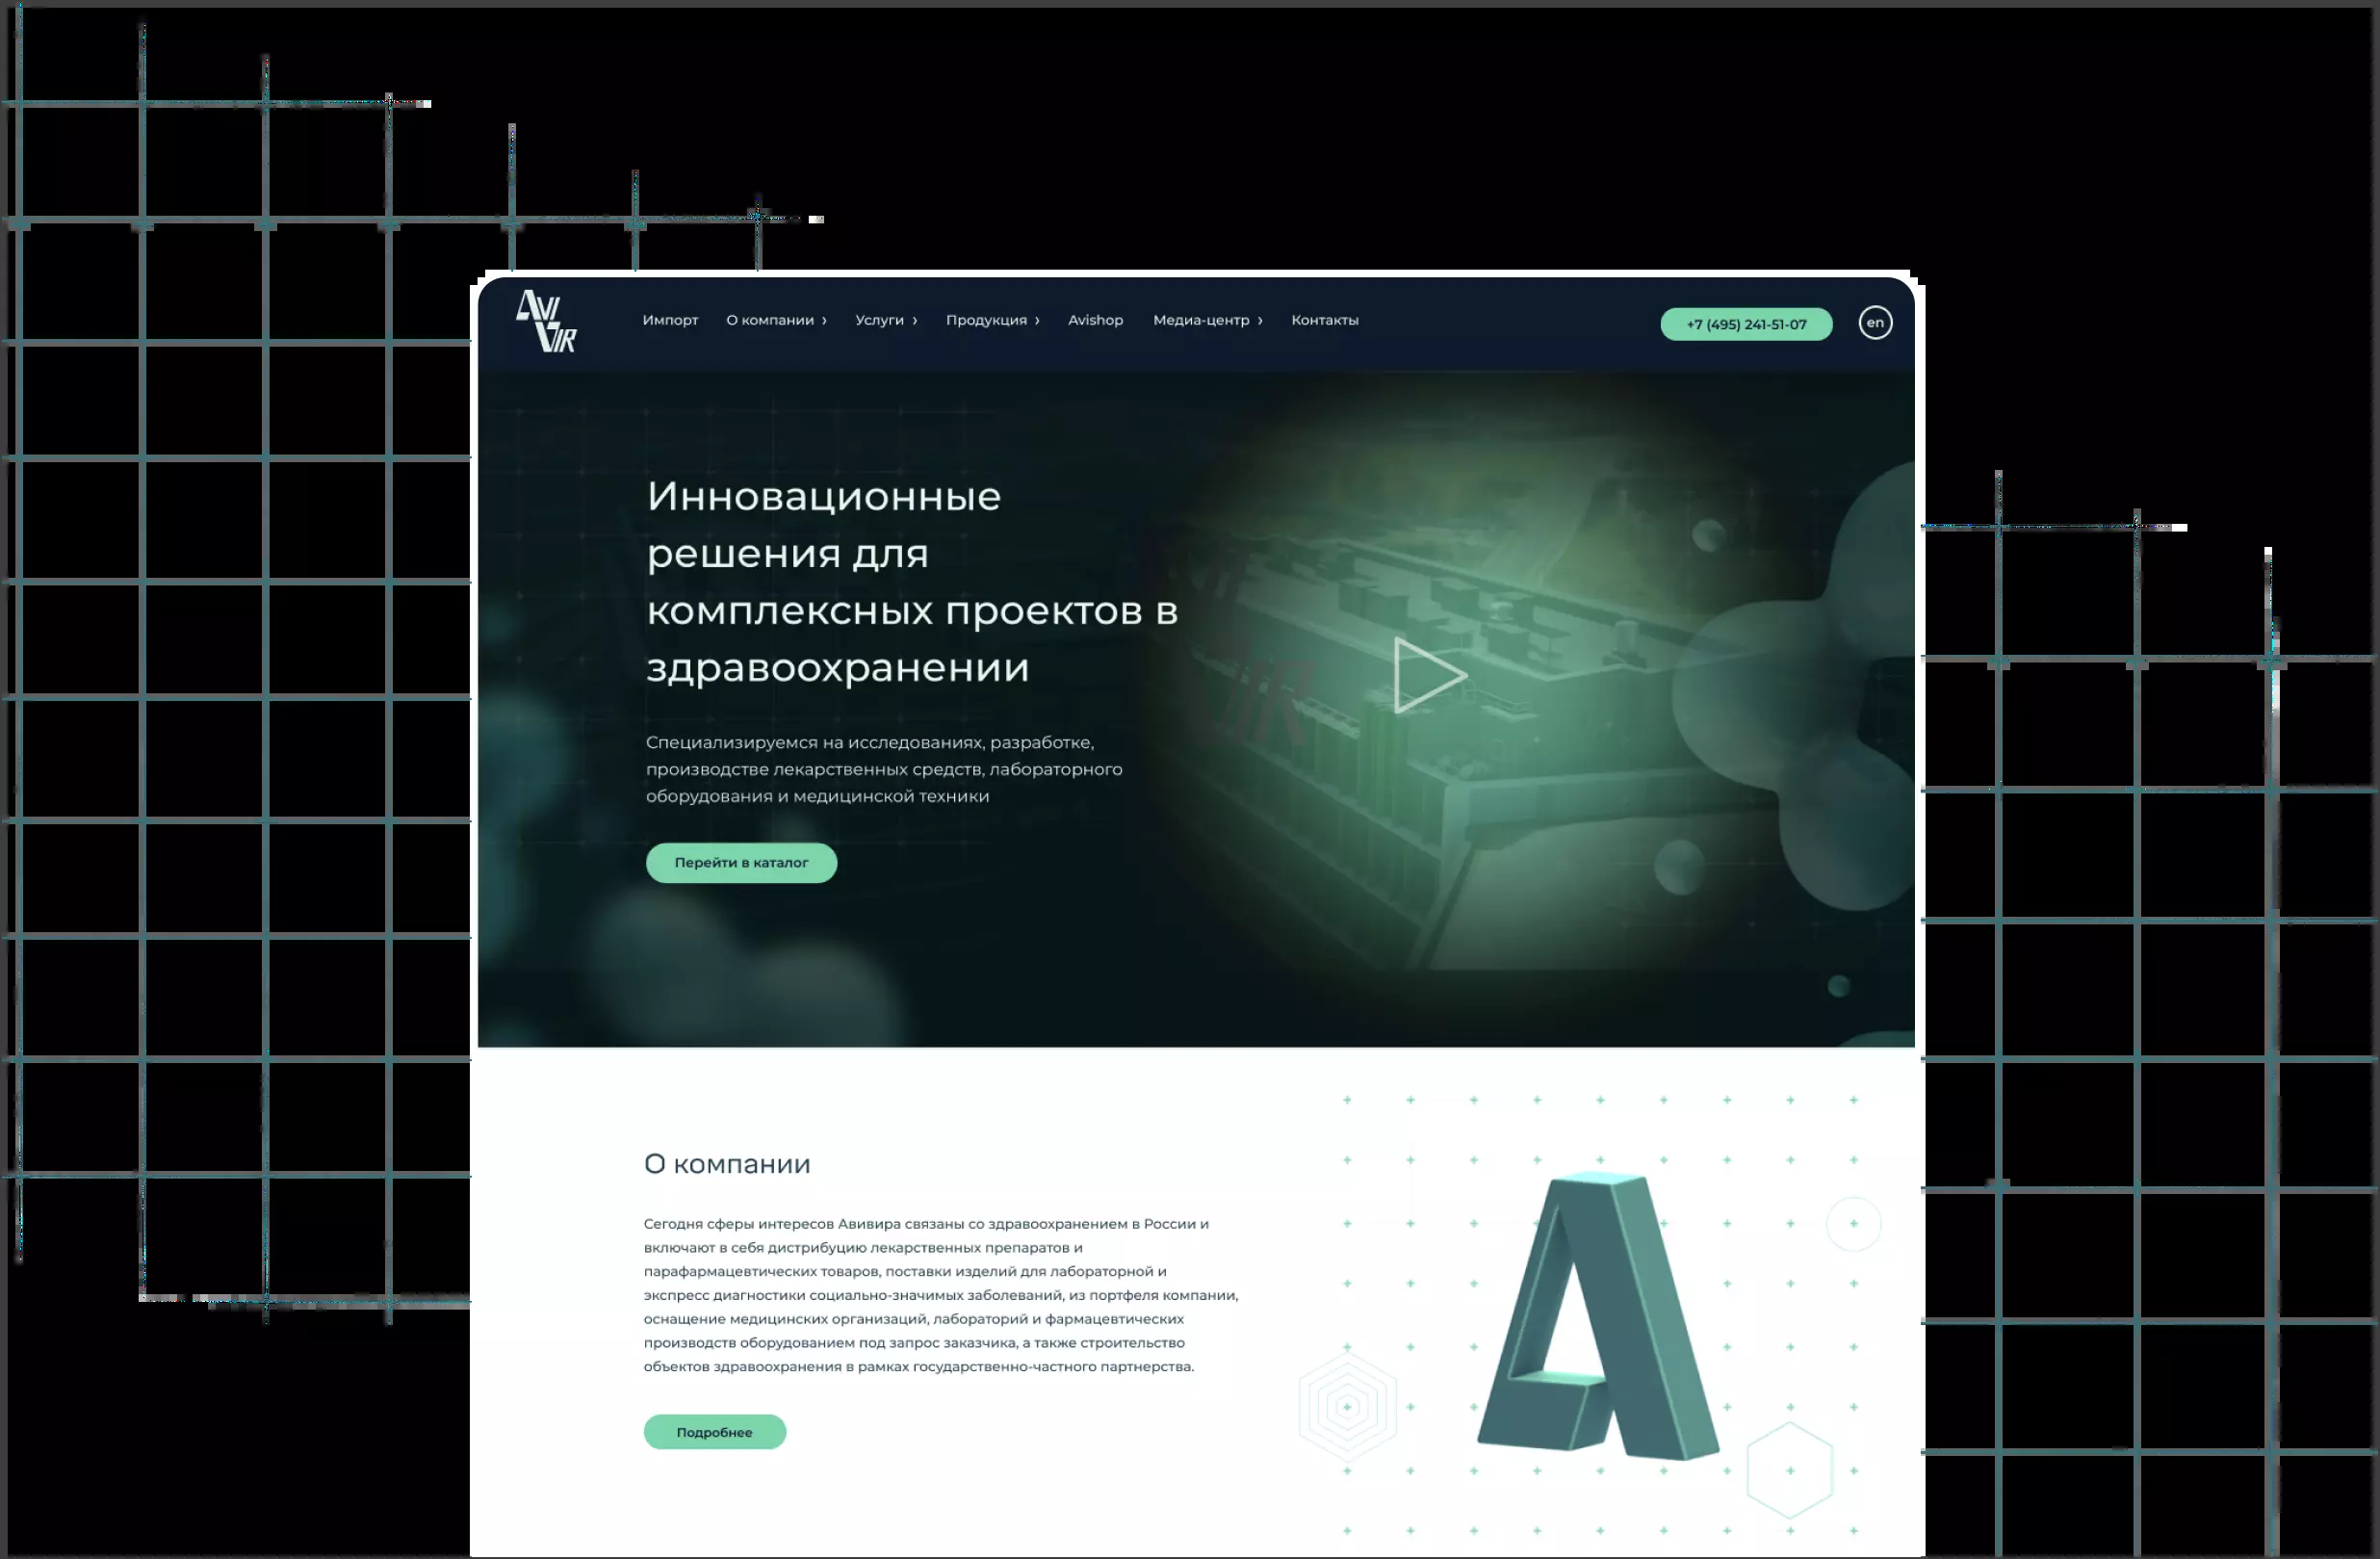 AVI
VIR
Импорт О компании › Услуги › Продукция › Avishop Медиа-центр › Контакты +7 (495) 241-51-07 en
Инновационные
решения для
комплексных проектов в
здравоохранении
Специализируемся на исследованиях, разработке,
производстве лекарственных средств, лабораторного
оборудования и медицинской техники
Перейти в каталог
О компании
Сегодня сферы интересов Авивира связаны со здравоохранением в России и
включают в себя дистрибуцию лекарственных препаратов и
парафармацевтических товаров, поставки изделий для лабораторной и
экспресс диагностики социально-значимых заболеваний, из портфеля компании,
оснащение медицинских организаций, лабораторий и фармацевтических
производств оборудованием под запрос заказчика, а также строительство
объектов здравоохранения в рамках государственно-частного партнерства.
Подробнее